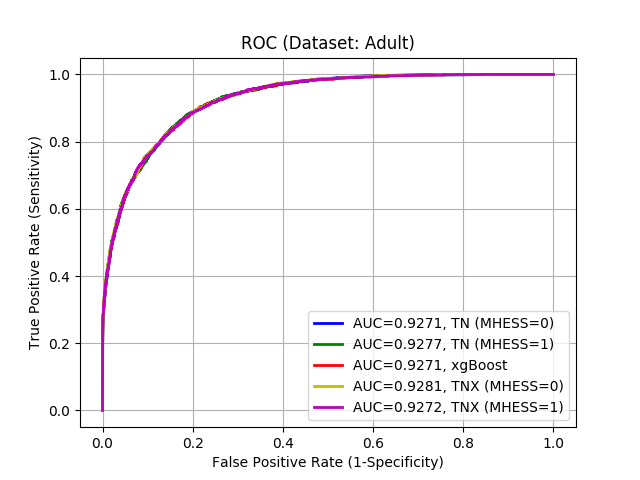 ROC (Dataset: Adult)
1.0
0.8
0.6
0.4
0.2
0.0
True Positive Rate (Sensitivity)
AUC=0.9271, TN (MHESS=0)
AUC=0.9277, TN (MHESS=1)
AUC=0.9271, xgBoost
AUC=0.9281, TNX (MHESS=0)
AUC=0.9272, TNX (MHESS=1)
0.0 0.2 0.4 0.6 0.8 1.0
False Positive Rate (1-Specificity)